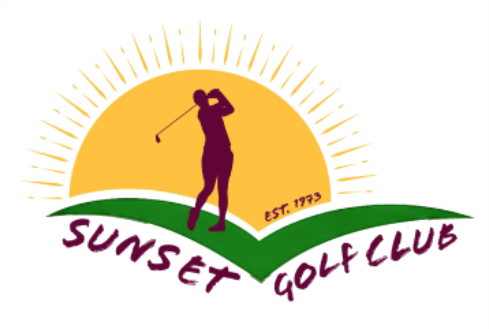 EST. 1973
SUNSET GOLF CLUB